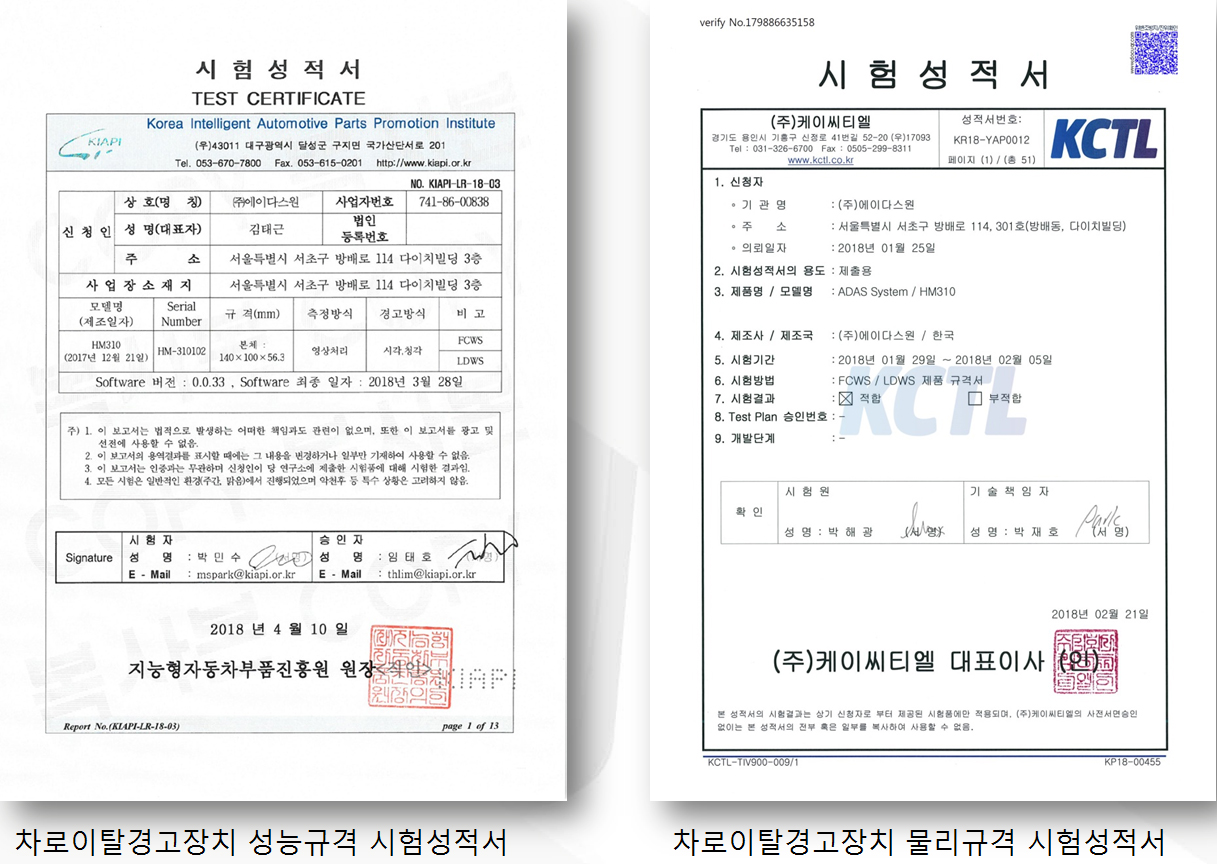 시 험 성 적 서
TEST CERTIFICATE
KIAPI
Korea Intelligent Automotive Parts Promotion Institute
(우)43011 대구광역시 달성군 구지면 국가산단서로 201
Tel. 053-670-7800 Fax. 053-615-0201 http://www.kiapi.or.kr
NO. KIAPI-LR-18-03
신 청 인
상 호(명 칭) ㈜에이다스원 사업자번호 741-86-00838
성 명(대표자) 김태근 법인 등록번호
주 소 서울특별시 서초구 방배로 114 다이치빌딩 3층
사 업 장 소 재 지 서울특별시 서초구 방배로 114 다이치빌딩 3층
모델명 (제조일자) Serial Number 규 격(mm) 측정방식 경고방식 비 고
HM310 (2017년 12월 21일) HM-310102 본체 : 140×100×56.3 영상처리 시각,청각 FCWS
LDWS
Software 버전 : 0.0.33 , Software 최종 일자 : 2018년 3월 28일
주) 1. 이 보고서는 법적으로 발생하는 어떠한 책임과도 관련이 없으며, 또한 이 보고서를 광고 및
선전에 사용할 수 없음.
2. 이 보고서의 용역결과를 표시할 때에는 그 내용을 변경하거나 일부만 기재하여 사용할 수 없음.
3. 이 보고서는 인증과는 무관하며 신청인이 당 연구소에 제출한 시험품에 대해 시험한 결과임.
4. 모든 시험은 일반적인 환경(주간, 맑음)에서 진행되었으며 악천후 등 특수 상황은 고려하지 않음.
Signature
시 험 자
성 명 : 박 민 수 (서명)
E - Mail : mspark@kiapi.or.kr
승 인 자
성 명 : 임 태 호 (서명)
E - Mail : thlim@kiapi.or.kr
2018 년 4 월 10 일
지능형자동차부품진흥원 원장<직인>
KIAPI
Report No.(KIAPI-LR-18-03) page 1 of 13
차로이탈경고장치 성능규격 시험성적서
verify No.179886635158
시 험 성 적 서
(주)케이씨티엘
경기도 용인시 기흥구 신정로 41번길 52-20 (우)17093
Tel : 031-326-6700 Fax : 0505-299-8311
www.kctl.co.kr
성적서번호:
KR18-YAP0012
페이지 (1) / (총 51)
KCTL
1. 신청자
◦ 기 관 명 : (주)에이다스원
◦ 주 소 : 서울특별시 서초구 방배로 114, 301호(방배동, 다이치빌딩)
◦ 의뢰일자 : 2018년 01월 25일
2. 시험성적서의 용도 : 제출용
3. 제품명 / 모델명 : ADAS System / HM310
4. 제조사 / 제조국 : (주)에이다스원 / 한국
5. 시험기간 : 2018년 01월 29일 ~ 2018년 02월 05일
6. 시험방법 : FCWS / LDWS 제품 규격서
7. 시험결과 : ☒ 적합 ☐ 부적합
8. Test Plan 승인번호 : -
9. 개발단계 : -
KCTL
확 인
시 험 원
성 명 : 박 해 광 (서 명)
기 술 책 임 자
성 명 : 박 재 호 (서 명)
Park
2018년 02월 21일
(주)케이씨티엘 대표이사 (인)
본 성적서의 시험결과는 상기 신청자로 부터 제공된 시험품에만 적용되며, (주)케이씨티엘의 사전서면승인
없이는 본 성적서의 전부 혹은 일부를 복사하여 사용할 수 없음.
KCTL-TIV900-009/1 KP18-00455
차로이탈경고장치 물리규격 시험성적서